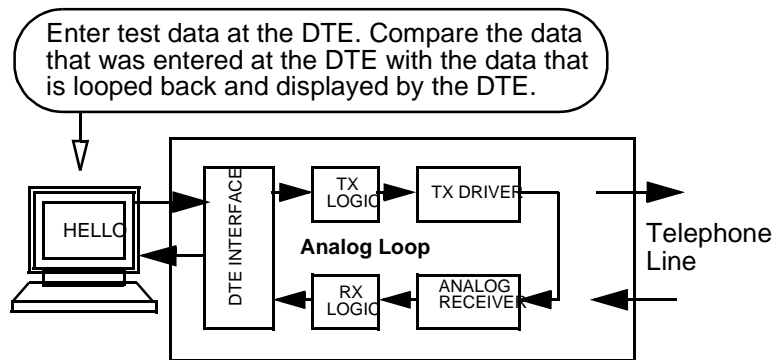 Enter test data at the DTE. Compare the data
that was entered at the DTE with the data that
is looped back and displayed by the DTE.
HELLO
DTE INTERFACE
TX
LOGIC
TX DRIVER
Analog Loop
RX
LOGIC
ANALOG
RECEIVER
Telephone
Line